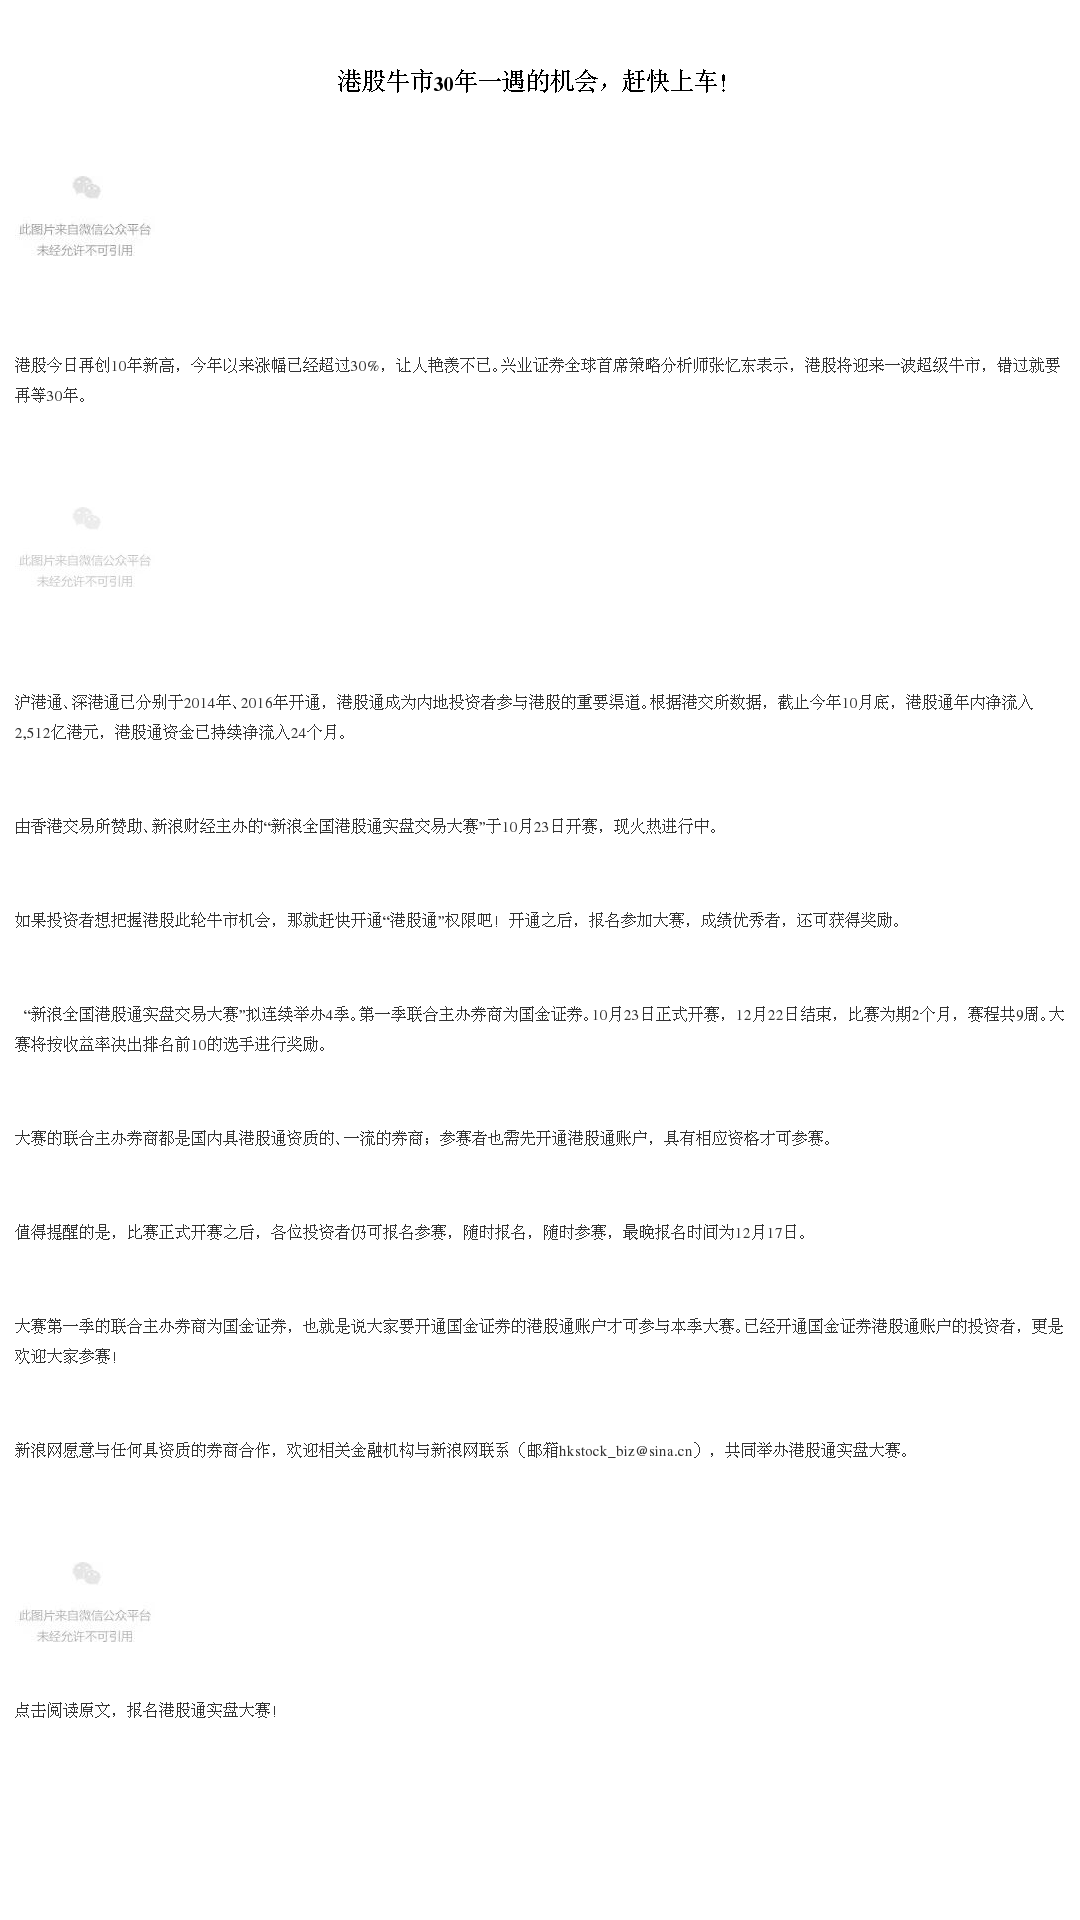 港股牛市30年一遇的机会，赶快上车！
此图片来自微信公众平台
未经允许不可引用
港股今日再创10年新高，今年以来涨幅已经超过30%，让人艳羡不已。兴业证券全球首席策略分析师张忆东表示，港股将迎来一波超级牛市，错过就要
再等30年。
此图片来自微信公众平台
未经允许不可引用
沪港通、深港通已分别于2014年、2016年开通，港股通成为内地投资者参与港股的重要渠道。根据港交所数据，截止今年10月底，港股通年内净流入
2,512亿港元，港股通资金已持续净流入24个月。
由香港交易所赞助、新浪财经主办的“新浪全国港股通实盘交易大赛”于10月23日开赛，现火热进行中。
如果投资者想把握港股此轮牛市机会，那就赶快开通“港股通”权限吧！开通之后，报名参加大赛，成绩优秀者，还可获得奖励。
“新浪全国港股通实盘交易大赛”拟连续举办4季。第一季联合主办券商为国金证券。10月23日正式开赛，12月22日结束，比赛为期2个月，赛程共9周。大
赛将按收益率决出排名前10的选手进行奖励。
大赛的联合主办券商都是国内具港股通资质的、一流的券商；参赛者也需先开通港股通账户，具有相应资格才可参赛。
值得提醒的是，比赛正式开赛之后，各位投资者仍可报名参赛，随时报名，随时参赛，最晚报名时间为12月17日。
大赛第一季的联合主办券商为国金证券，也就是说大家要开通国金证券的港股通账户才可参与本季大赛。已经开通国金证券港股通账户的投资者，更是
欢迎大家参赛！
新浪网愿意与任何具资质的券商合作，欢迎相关金融机构与新浪网联系（邮箱hkstock_biz@sina.cn），共同举办港股通实盘大赛。
此图片来自微信公众平台
未经允许不可引用
点击阅读原文，报名港股通实盘大赛！